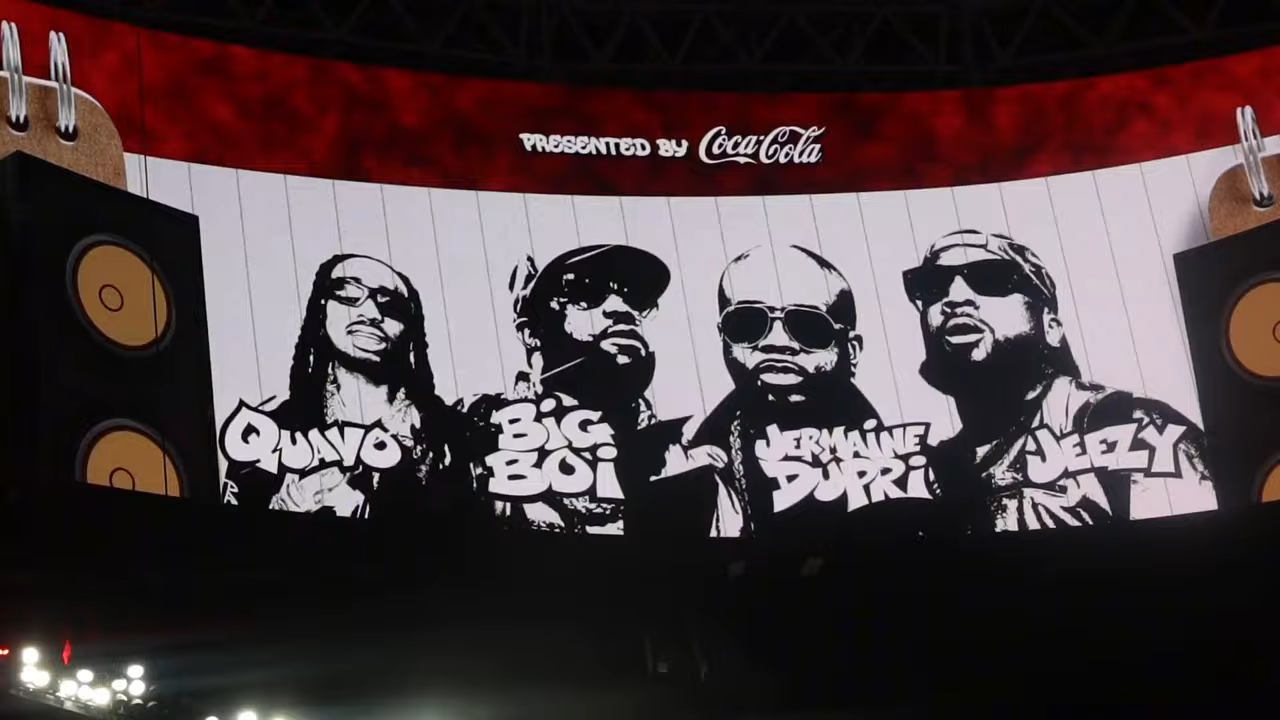 PRESENTED BY Coca-Cola
QUAVO
BiG
BOi
JERMAINE
DUPRi
JEEZY